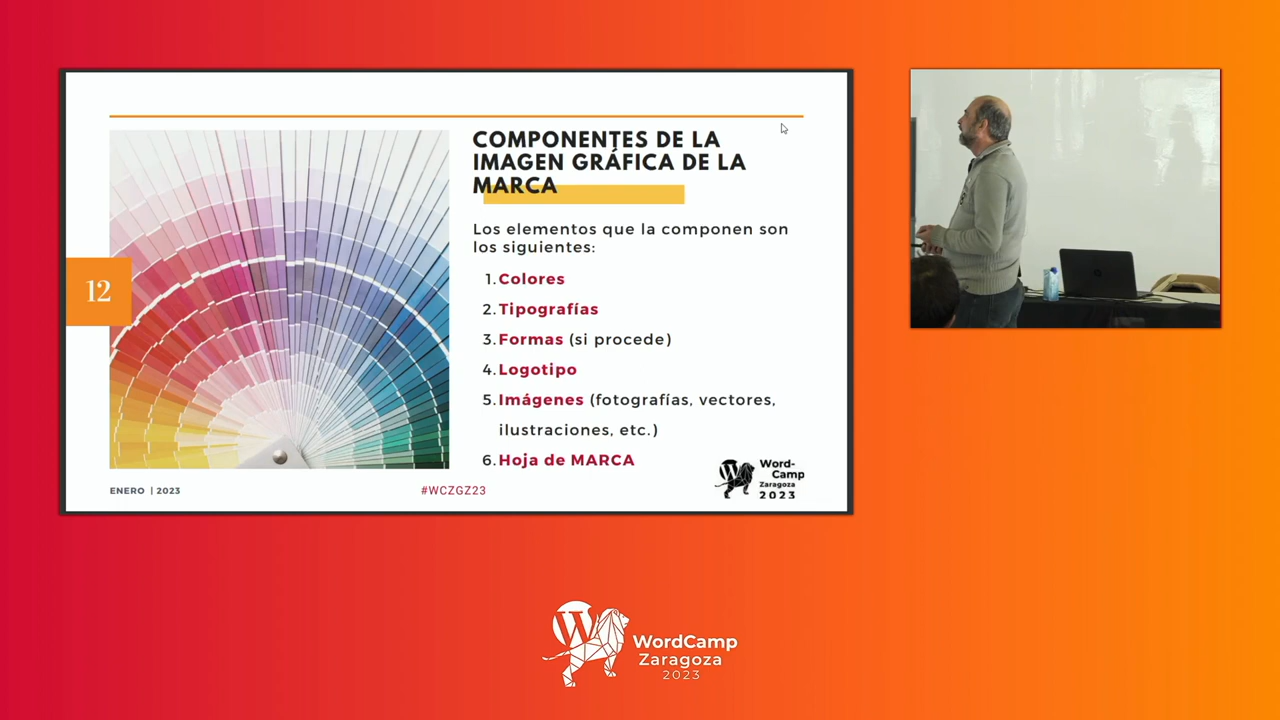 COMPONENTES DE LA
IMAGEN GRÁFICA DE LA
MARCA
Los elementos que la componen son
los siguientes:
1. Colores
2. Tipografías
3. Formas (si procede)
4. Logotipo
5. Imágenes (fotografías, vectores,
ilustraciones, etc.)
6. Hoja de MARCA
12
ENERO | 2023
#WCZGZ23
Word-
Camp
Zaragoza
2023
WordCamp
Zaragoza
2023